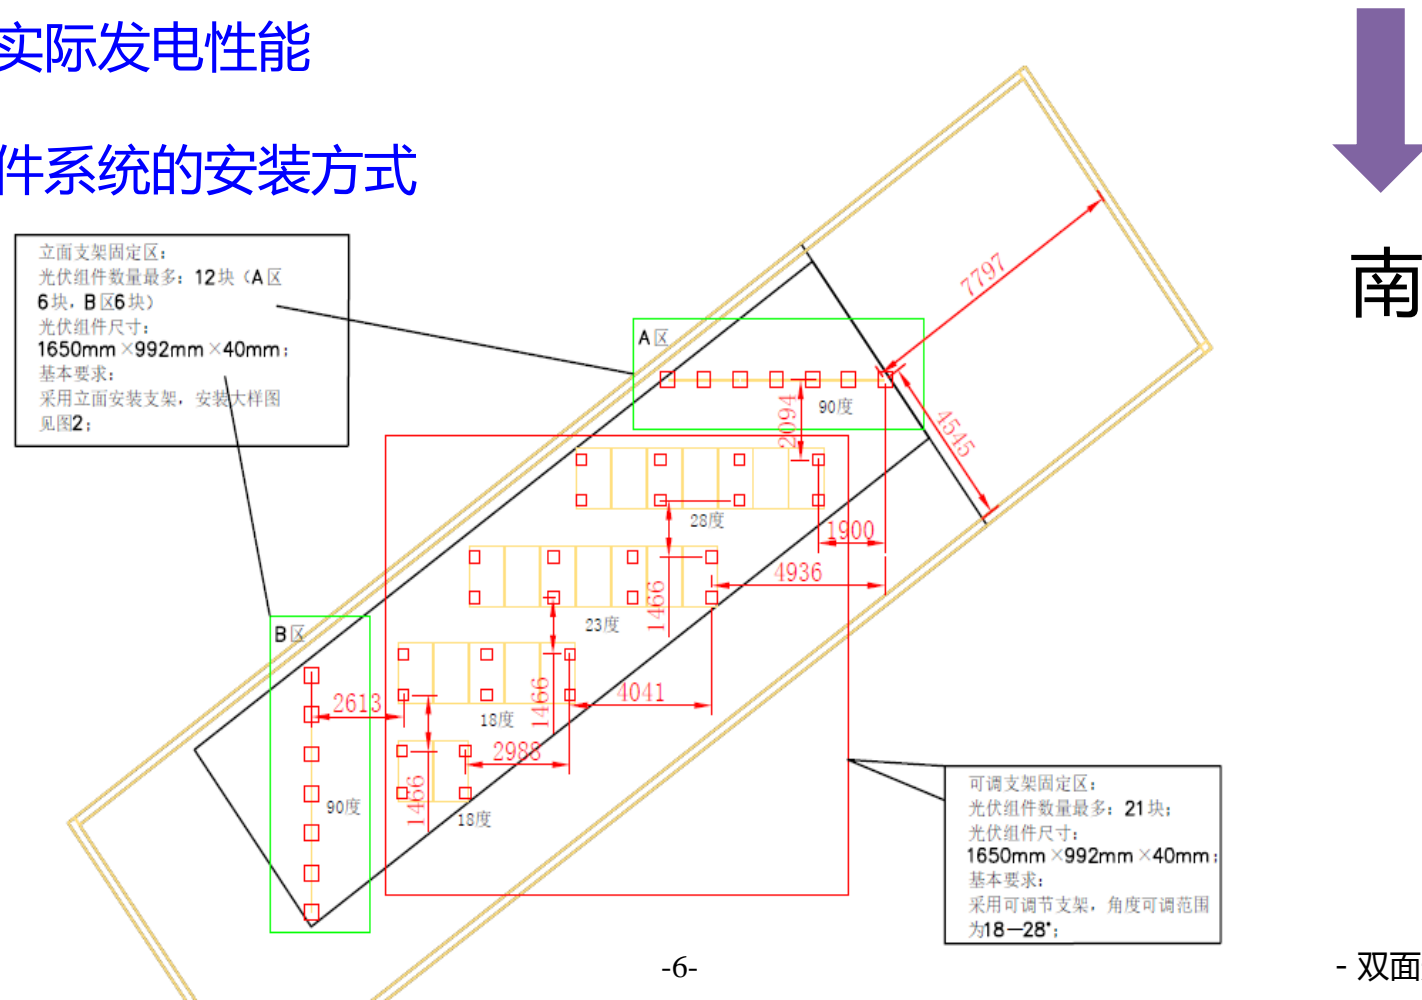 实际发电性能
件系统的安装方式
南
立面支架固定区：
光伏组件数量最多：12块（A区
6块，B区6块）
光伏组件尺寸：
1650mm×992mm×40mm；
基本要求：
采用立面安装支架，安装大样图
见图2；
A区
90度
7797
4545
2094
28度
1900
4936
1466
23度
B区
2613
18度
1466
4041
2988
90度
1466
18度
可调支架固定区：
光伏组件数量最多：21块；
光伏组件尺寸：
1650mm×992mm×40mm；
基本要求：
采用可调节支架，角度可调范围
为18—28°；
-6-
- 双面